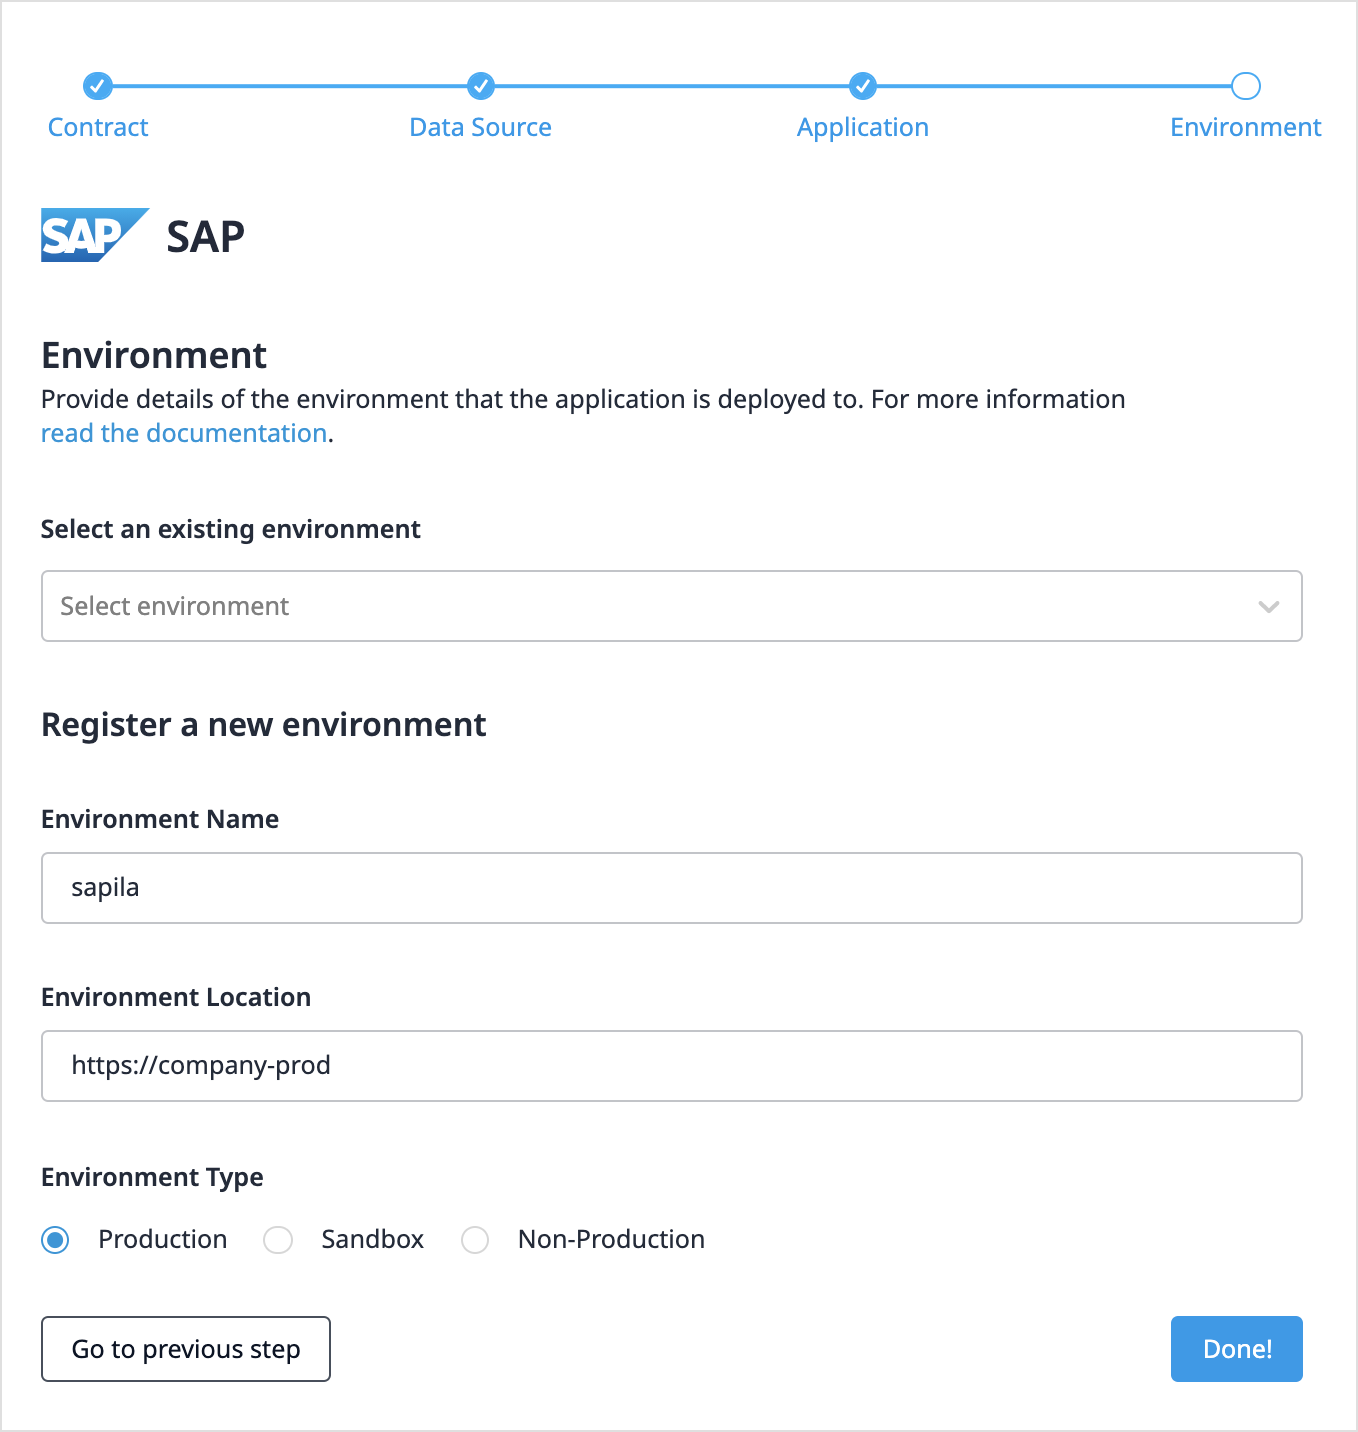 Contract
Data Source
Application
Environment
SAP SAP
Environment
Provide details of the environment that the application is deployed to. For more information
read the documentation.
Select an existing environment
Select environment
Register a new environment
Environment Name
sapila
Environment Location
https://company-prod
Environment Type
Production Sandbox Non-Production
Go to previous step Done!